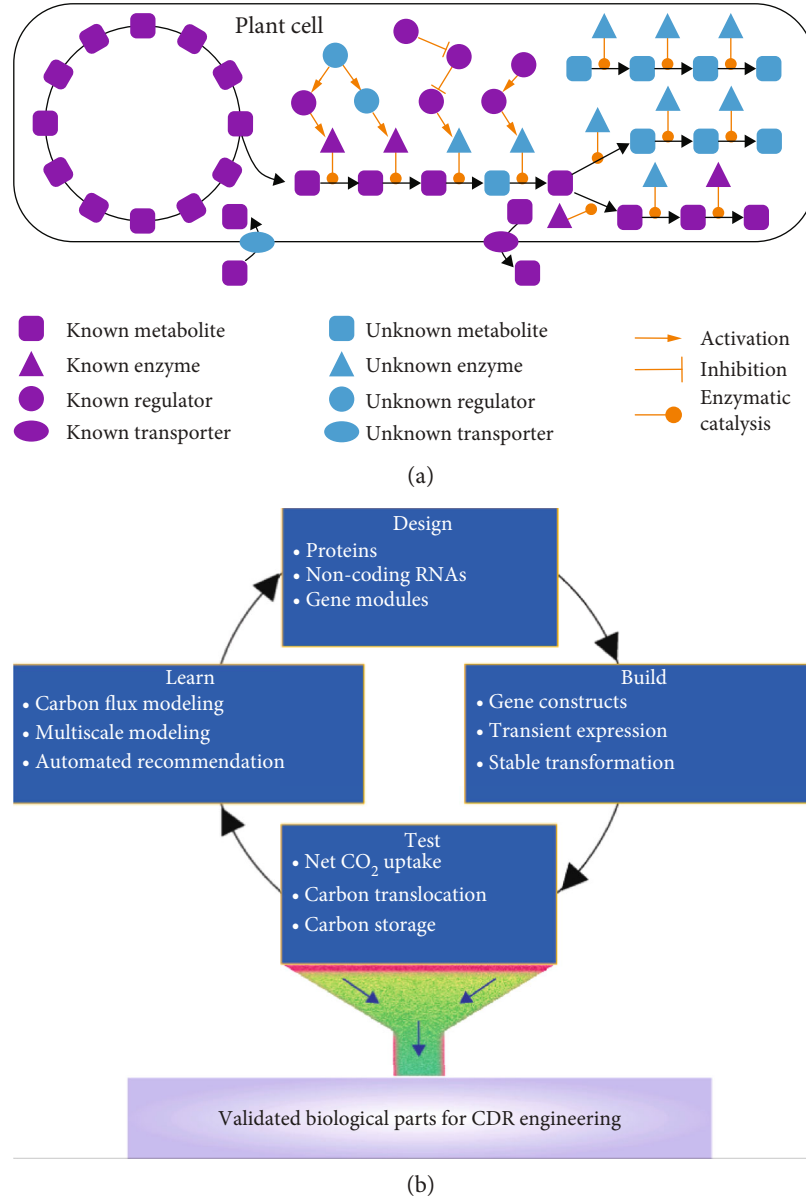 Plant cell
Known metabolite
Known enzyme
Known regulator
Known transporter
Unknown metabolite
Unknown enzyme
Unknown regulator
Unknown transporter
Activation
Inhibition
Enzymatic
catalysis
(a)
Design
• Proteins
• Non-coding RNAs
• Gene modules
Learn
• Carbon flux modeling
• Multiscale modeling
• Automated recommendation
Build
• Gene constructs
• Transient expression
• Stable transformation
Test
• Net CO₂ uptake
• Carbon translocation
• Carbon storage
Validated biological parts for CDR engineering
(b)